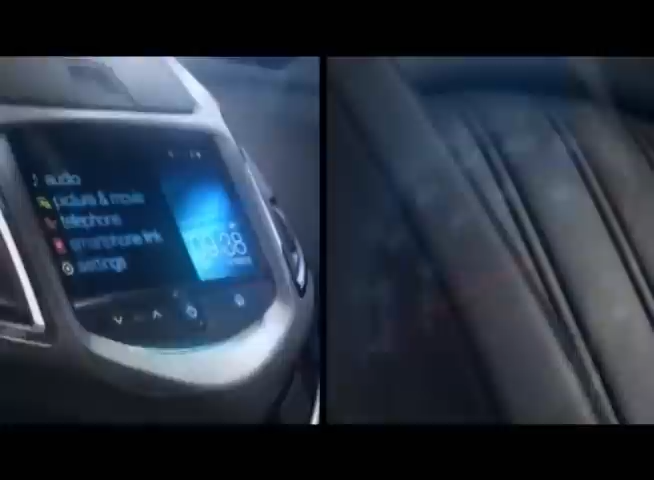 audio
picture & movie
telephone
smartphone link
settings
09:38